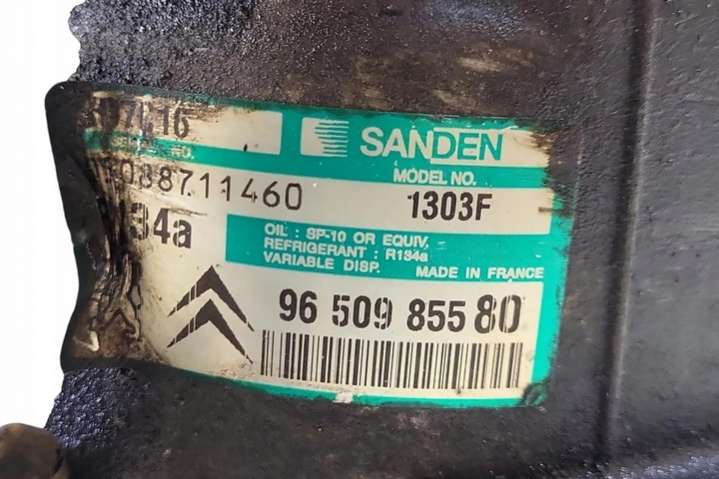 SANDEN
MODEL NO.
088711460
1303F
134a
OIL : SP-10 OR EQUIV.
REFRIGERANT : R134a
VARIABLE DISP.
MADE IN FRANCE
96 509 855 80